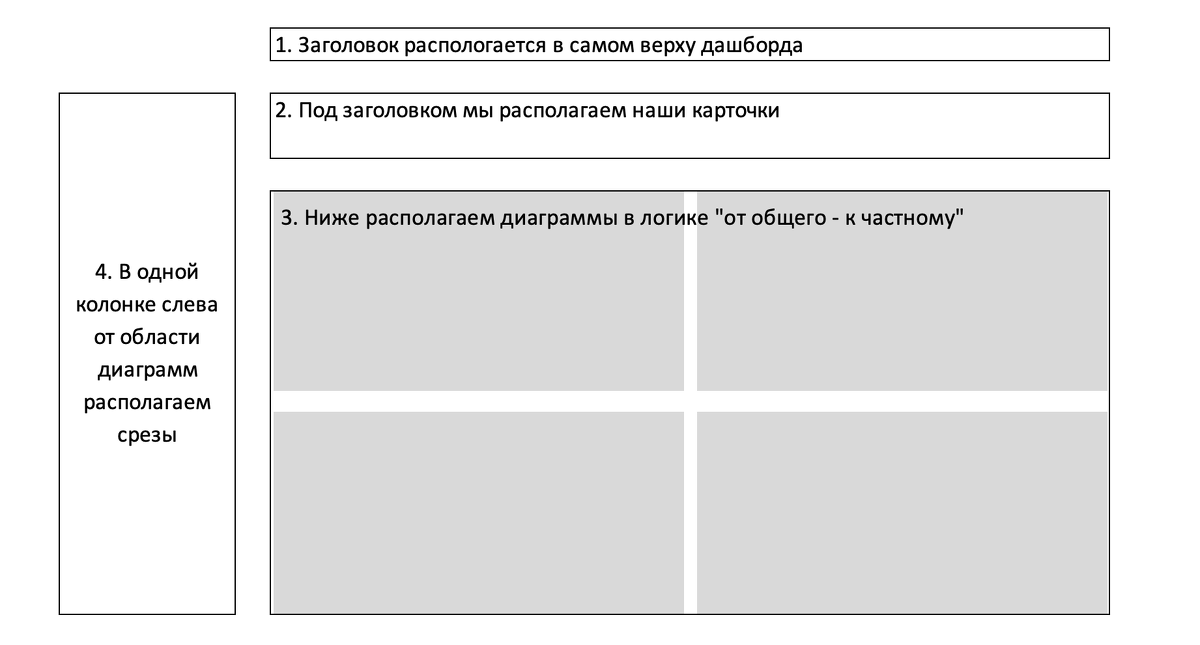 1. Заголовок распологается в самом верху дашборда
2. Под заголовком мы располагаем наши карточки
3. Ниже располагаем диаграммы в логике "от общего - к частному"
4. В одной
колонке слева
от области
диаграмм
располагаем
срезы